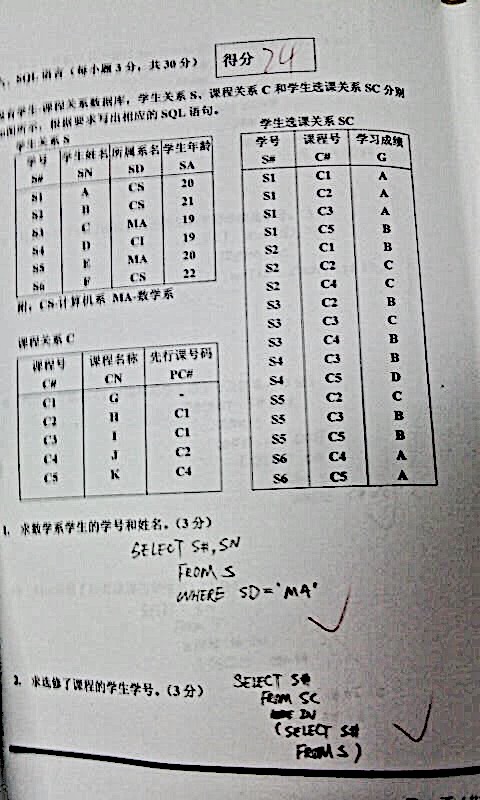 SQL 语言(每小题3分,共30分)
得分 24
学生-课程关系数据库,学生关系 S、课程关系 C 和学生选课关系 SC 分别
所示,根据要求写出相应的 SQL 语句。
学生关系 S
学号 学生姓名 所属系名 学生年龄
S# SN SD SA
S1 A CS 20
S2 B CS 21
S3 C MA 19
S4 D CI 19
S5 E MA 20
S6 F CS 22
附:CS-计算机系 MA-数学系
课程关系 C
课程号 课程名称 先行课号码
C# CN PC#
C1 G -
C2 H C1
C3 I C1
C4 J C2
C5 K C4
学生选课关系 SC
学号 课程号 学习成绩
S# C# G
S1 C1 A
S1 C2 A
S1 C3 A
S1 C5 B
S2 C1 B
S2 C2 C
S2 C4 C
S3 C2 B
S3 C3 C
S3 C4 B
S4 C3 B
S4 C5 D
S5 C2 C
S5 C3 B
S5 C5 B
S6 C4 A
S6 C5 A
1. 求数学系学生的学号和姓名。(3分)
SELECT S#, SN
FROM S
WHERE SD='MA'
2. 求选修了课程的学生学号。(3分)
SELECT S#
FROM SC
IN
(SELECT S#
FROM S)